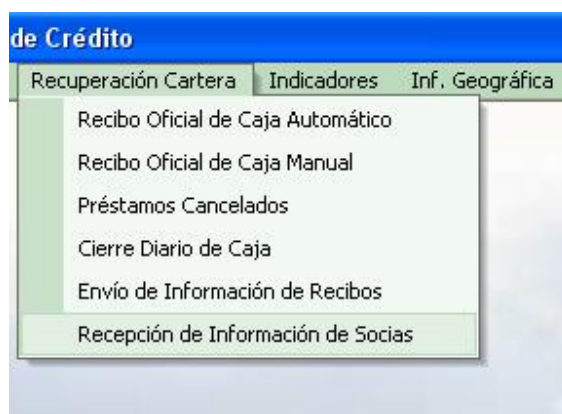 de Crédito
Recuperación Cartera Indicadores Inf. Geográfica
Recibo Oficial de Caja Automático
Recibo Oficial de Caja Manual
Préstamos Cancelados
Cierre Diario de Caja
Envío de Información de Recibos
Recepción de Información de Socias